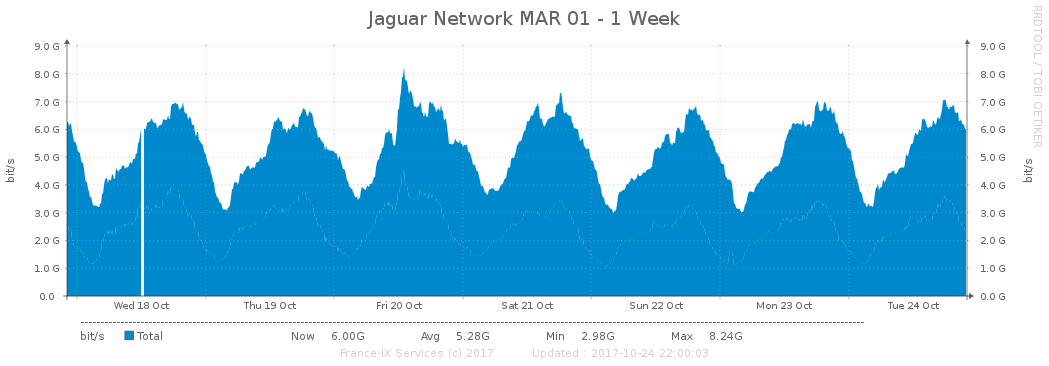 Jaguar Network MAR 01 - 1 Week
RRDTOOL / TOBI OETIKER
bit/s
9.0 G
8.0 G
7.0 G
6.0 G
5.0 G
4.0 G
3.0 G
2.0 G
1.0 G
0.0
9.0 G
8.0 G
7.0 G
6.0 G
5.0 G
4.0 G
3.0 G
2.0 G
1.0 G
0.0 G
bit/s
Wed 18 Oct Thu 19 Oct Fri 20 Oct Sat 21 Oct Sun 22 Oct Mon 23 Oct Tue 24 Oct
bit/s Total Now 6.00G Avg 5.28G Min 2.98G Max 8.24G
France-IX Services (c) 2017 Updated : 2017-10-24 22:00:03